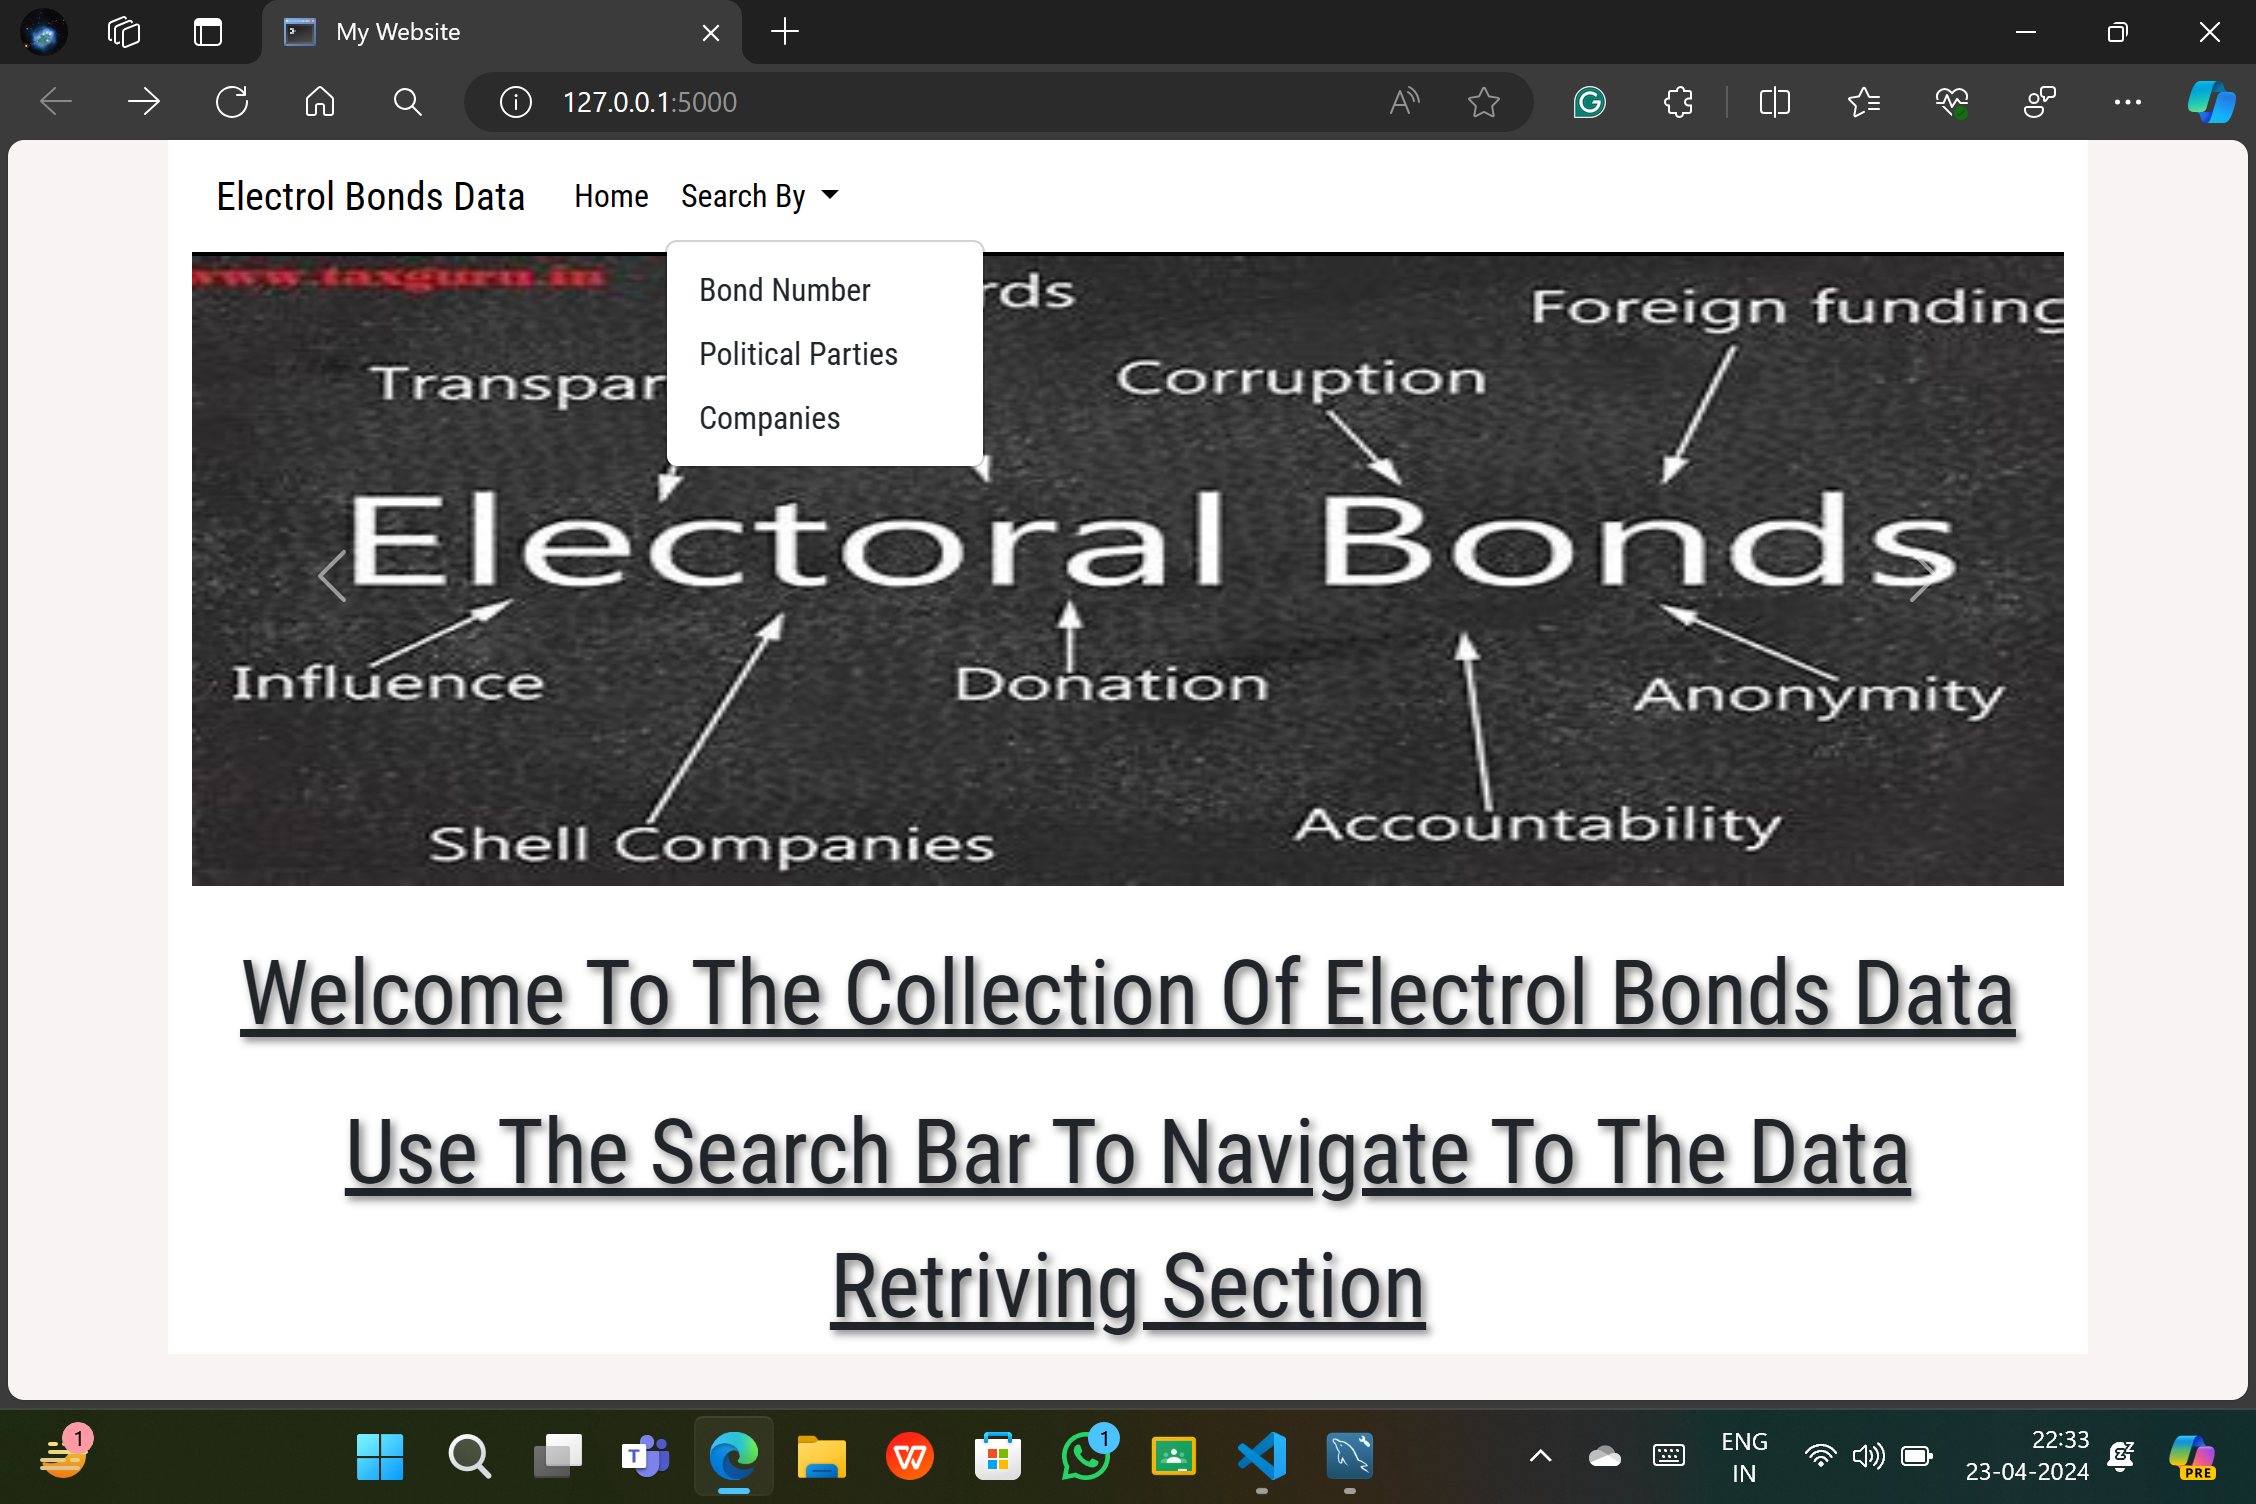 My Website
127.0.0.1:5000
Electrol Bonds Data
Home
Search By
Bond Number
Political Parties
Companies
www.taxguru.in
rds
Foreign funding
Transpar
Corruption
Electoral Bonds
Influence
Donation
Anonymity
Shell Companies
Accountability
Welcome To The Collection Of Electrol Bonds Data
Use The Search Bar To Navigate To The Data
Retriving Section
1
1
ENG
IN
22:33
23-04-2024
PRE